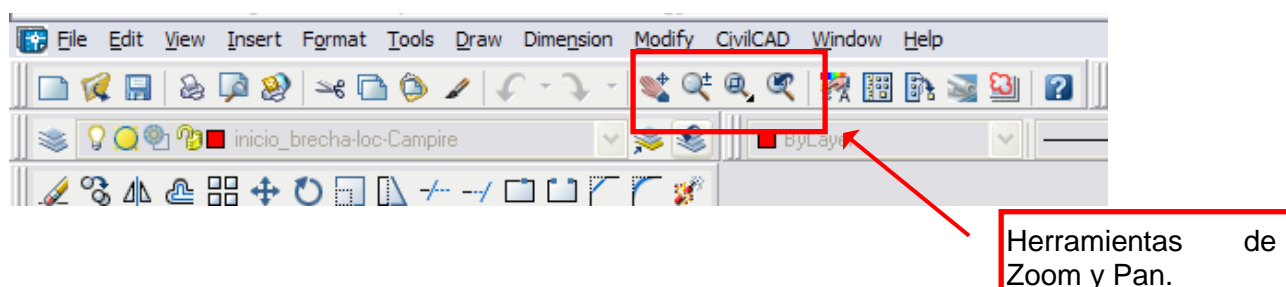 File Edit View Insert Format Tools Draw Dimension Modify CivilCAD Window Help
inicio_brecha-loc-Campire ByLayer
Herramientas de
Zoom y Pan.